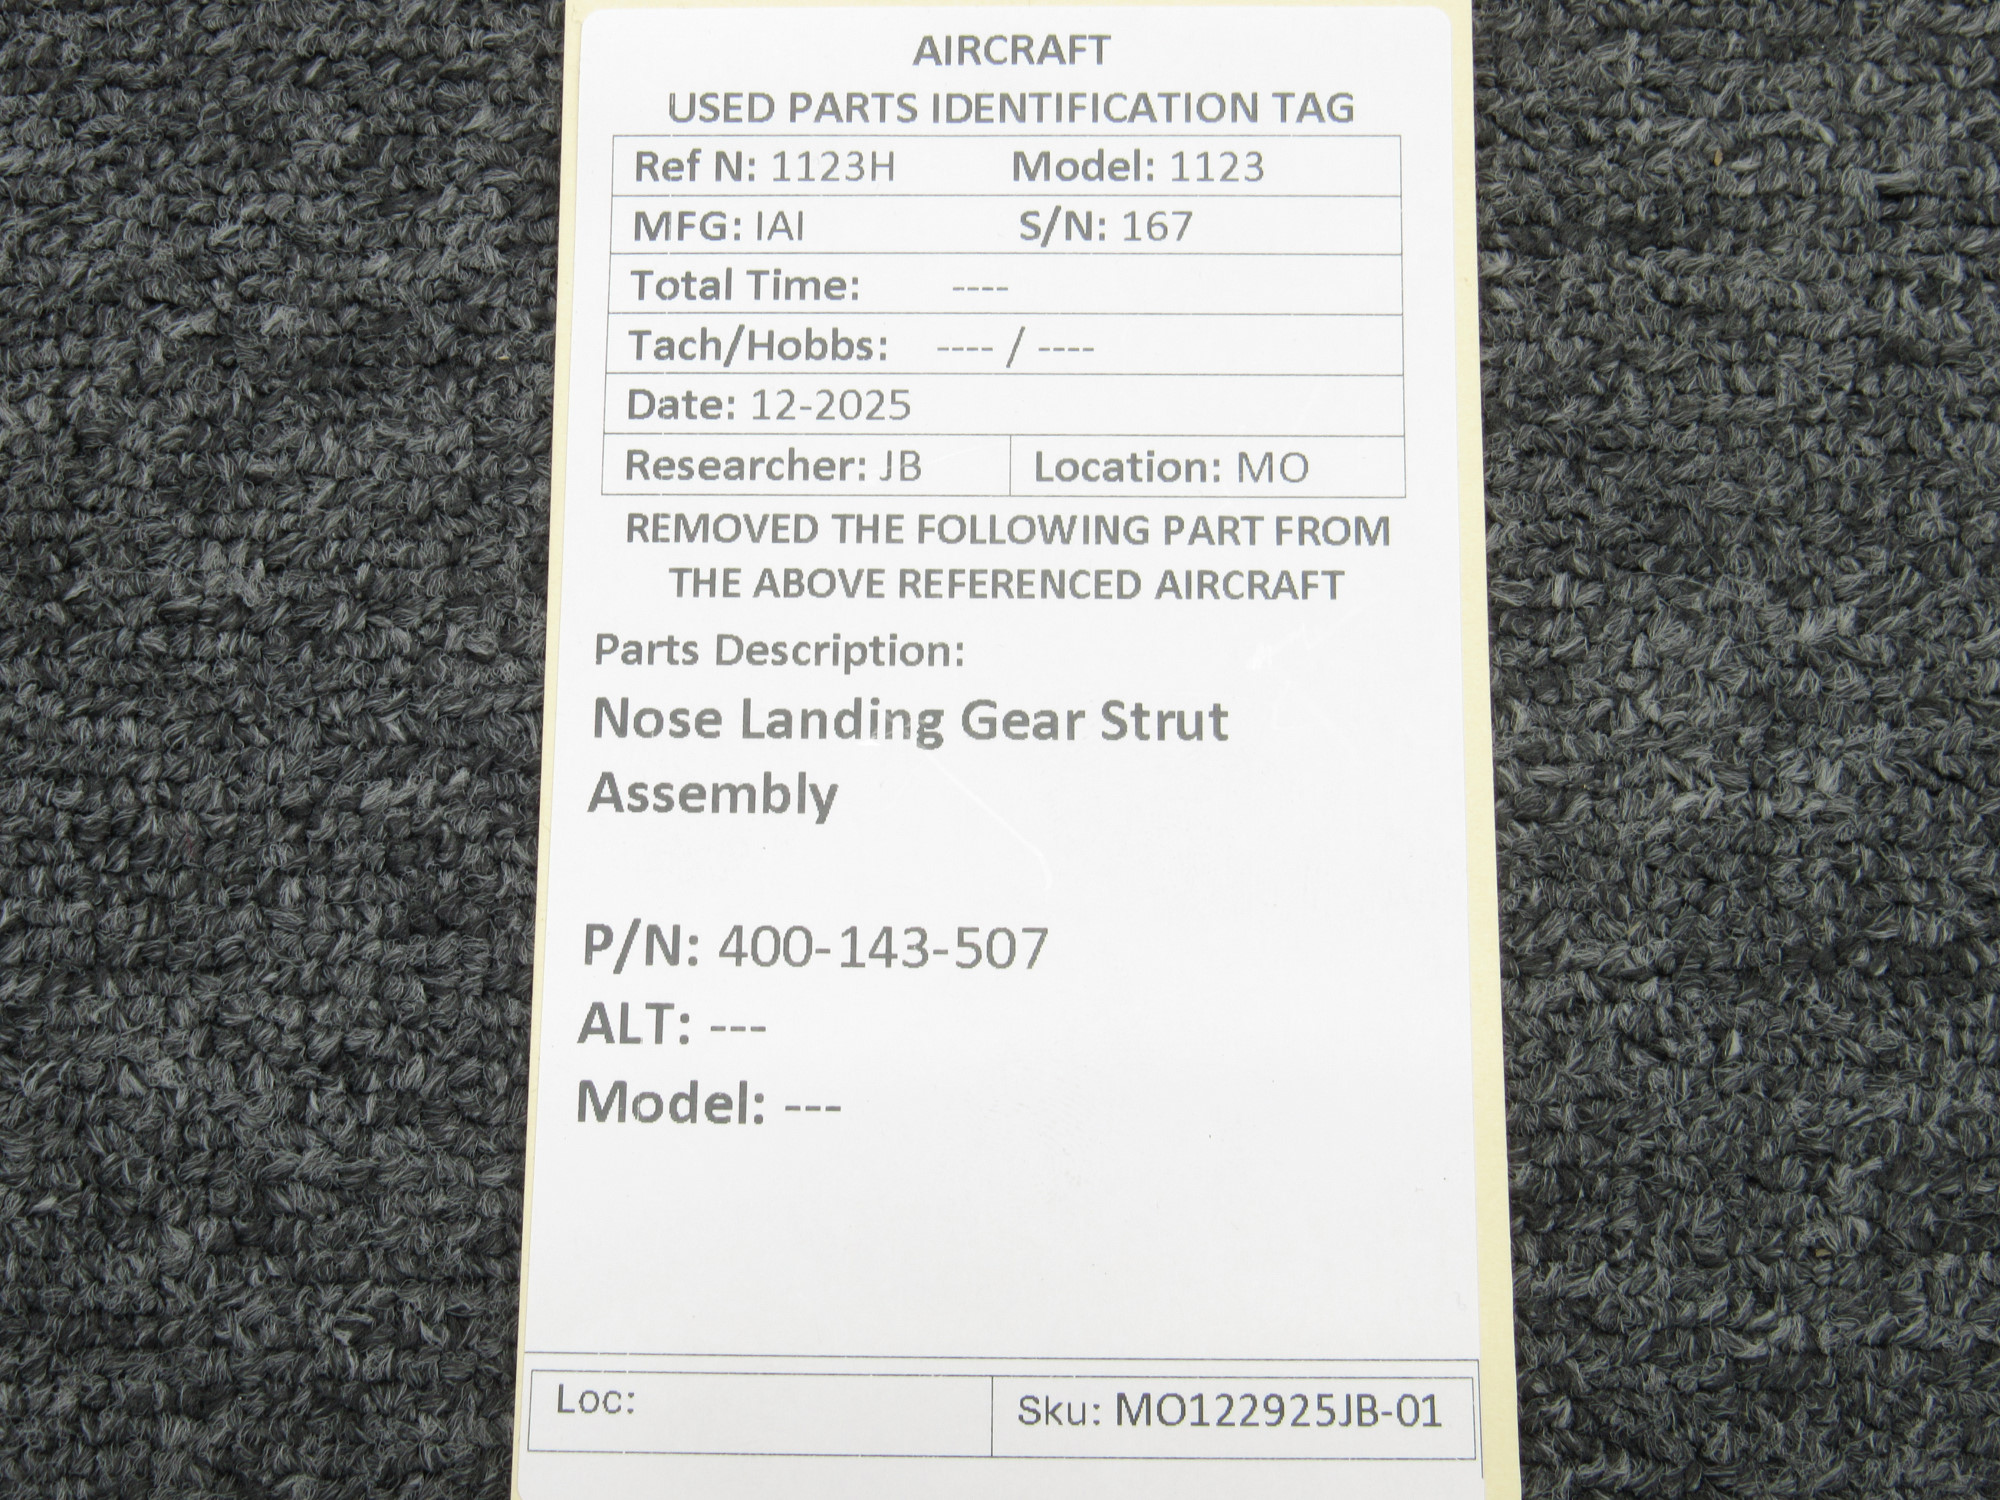 AIRCRAFT
USED PARTS IDENTIFICATION TAG
Ref N: 1123H Model: 1123
MFG: IAI S/N: 167
Total Time: ----
Tach/Hobbs: ---- / ----
Date: 12-2025
Researcher: JB Location: MO
REMOVED THE FOLLOWING PART FROM
THE ABOVE REFERENCED AIRCRAFT
Parts Description:
Nose Landing Gear Strut
Assembly
P/N: 400-143-507
ALT: ---
Model: ---
Loc: Sku: MO122925JB-01